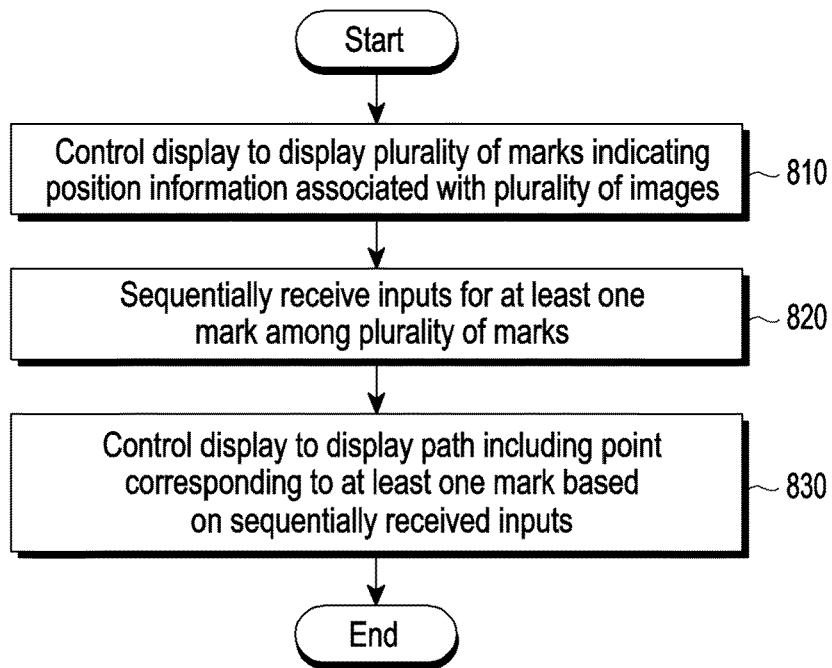 Start
Control display to display plurality of marks indicating
position information associated with plurality of images
810
Sequentially receive inputs for at least one
mark among plurality of marks
820
Control display to display path including point
corresponding to at least one mark based
on sequentially received inputs
830
End